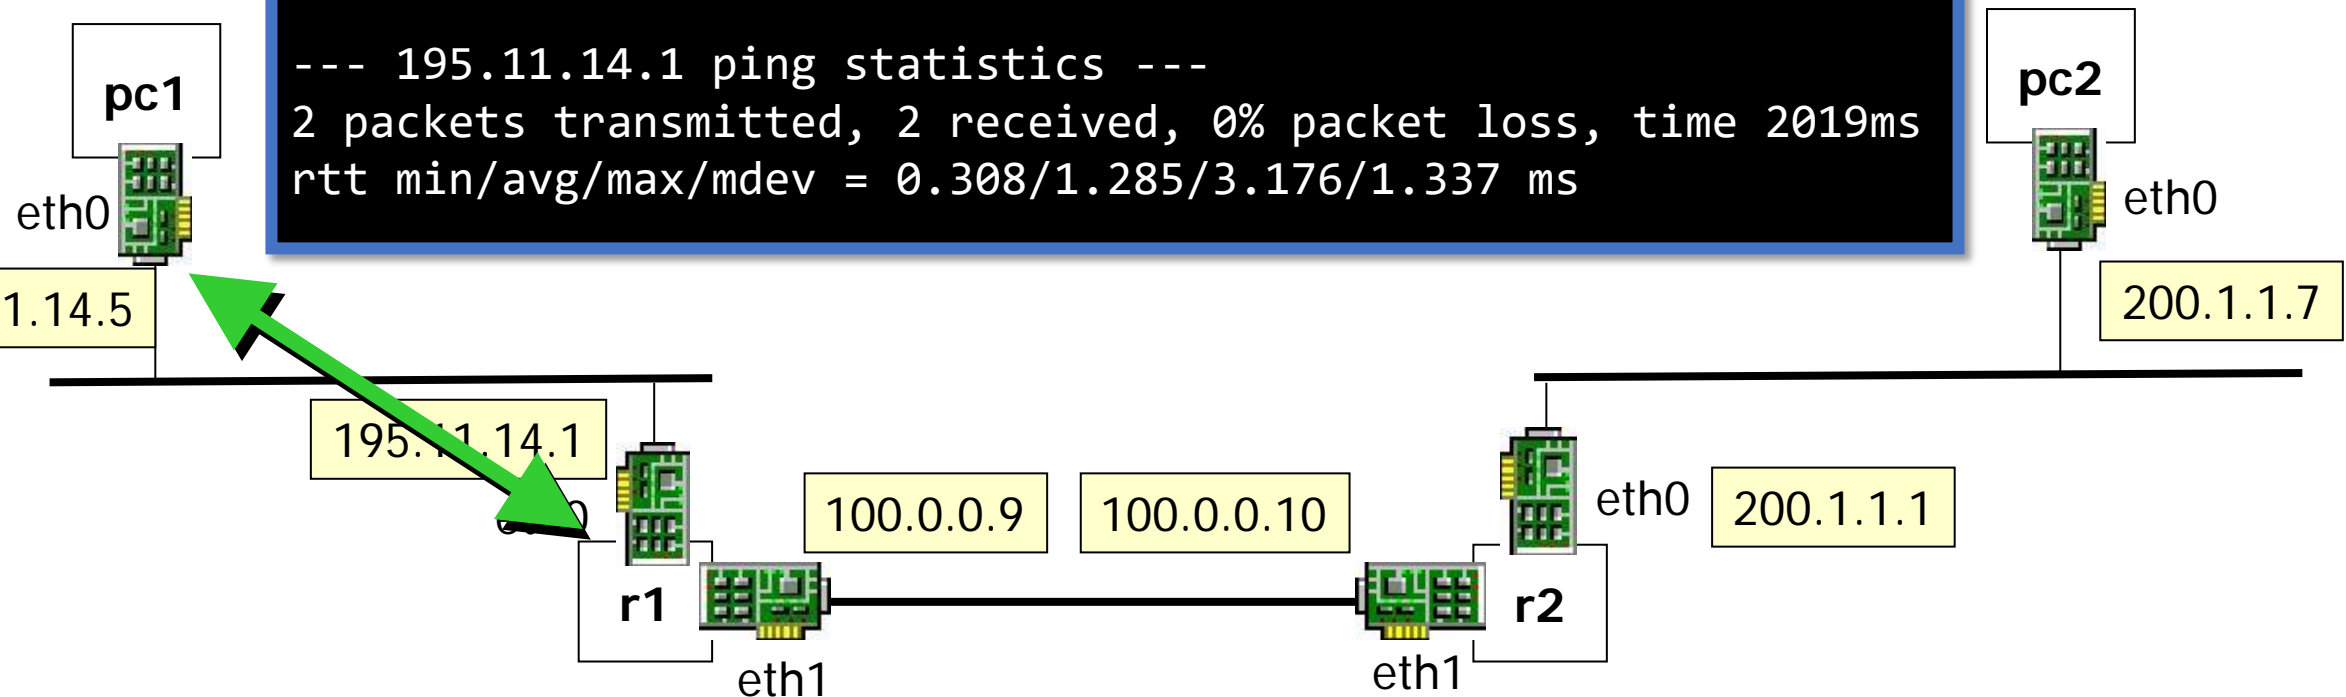 --- 195.11.14.1 ping statistics ---
2 packets transmitted, 2 received, 0% packet loss, time 2019ms
rtt min/avg/max/mdev = 0.308/1.285/3.176/1.337 ms
pc1
pc2
eth0
eth0
1.14.5
200.1.1.7
195.11.14.1
100.0.0.9
100.0.0.10
eth0
200.1.1.1
r1
r2
eth1
eth1